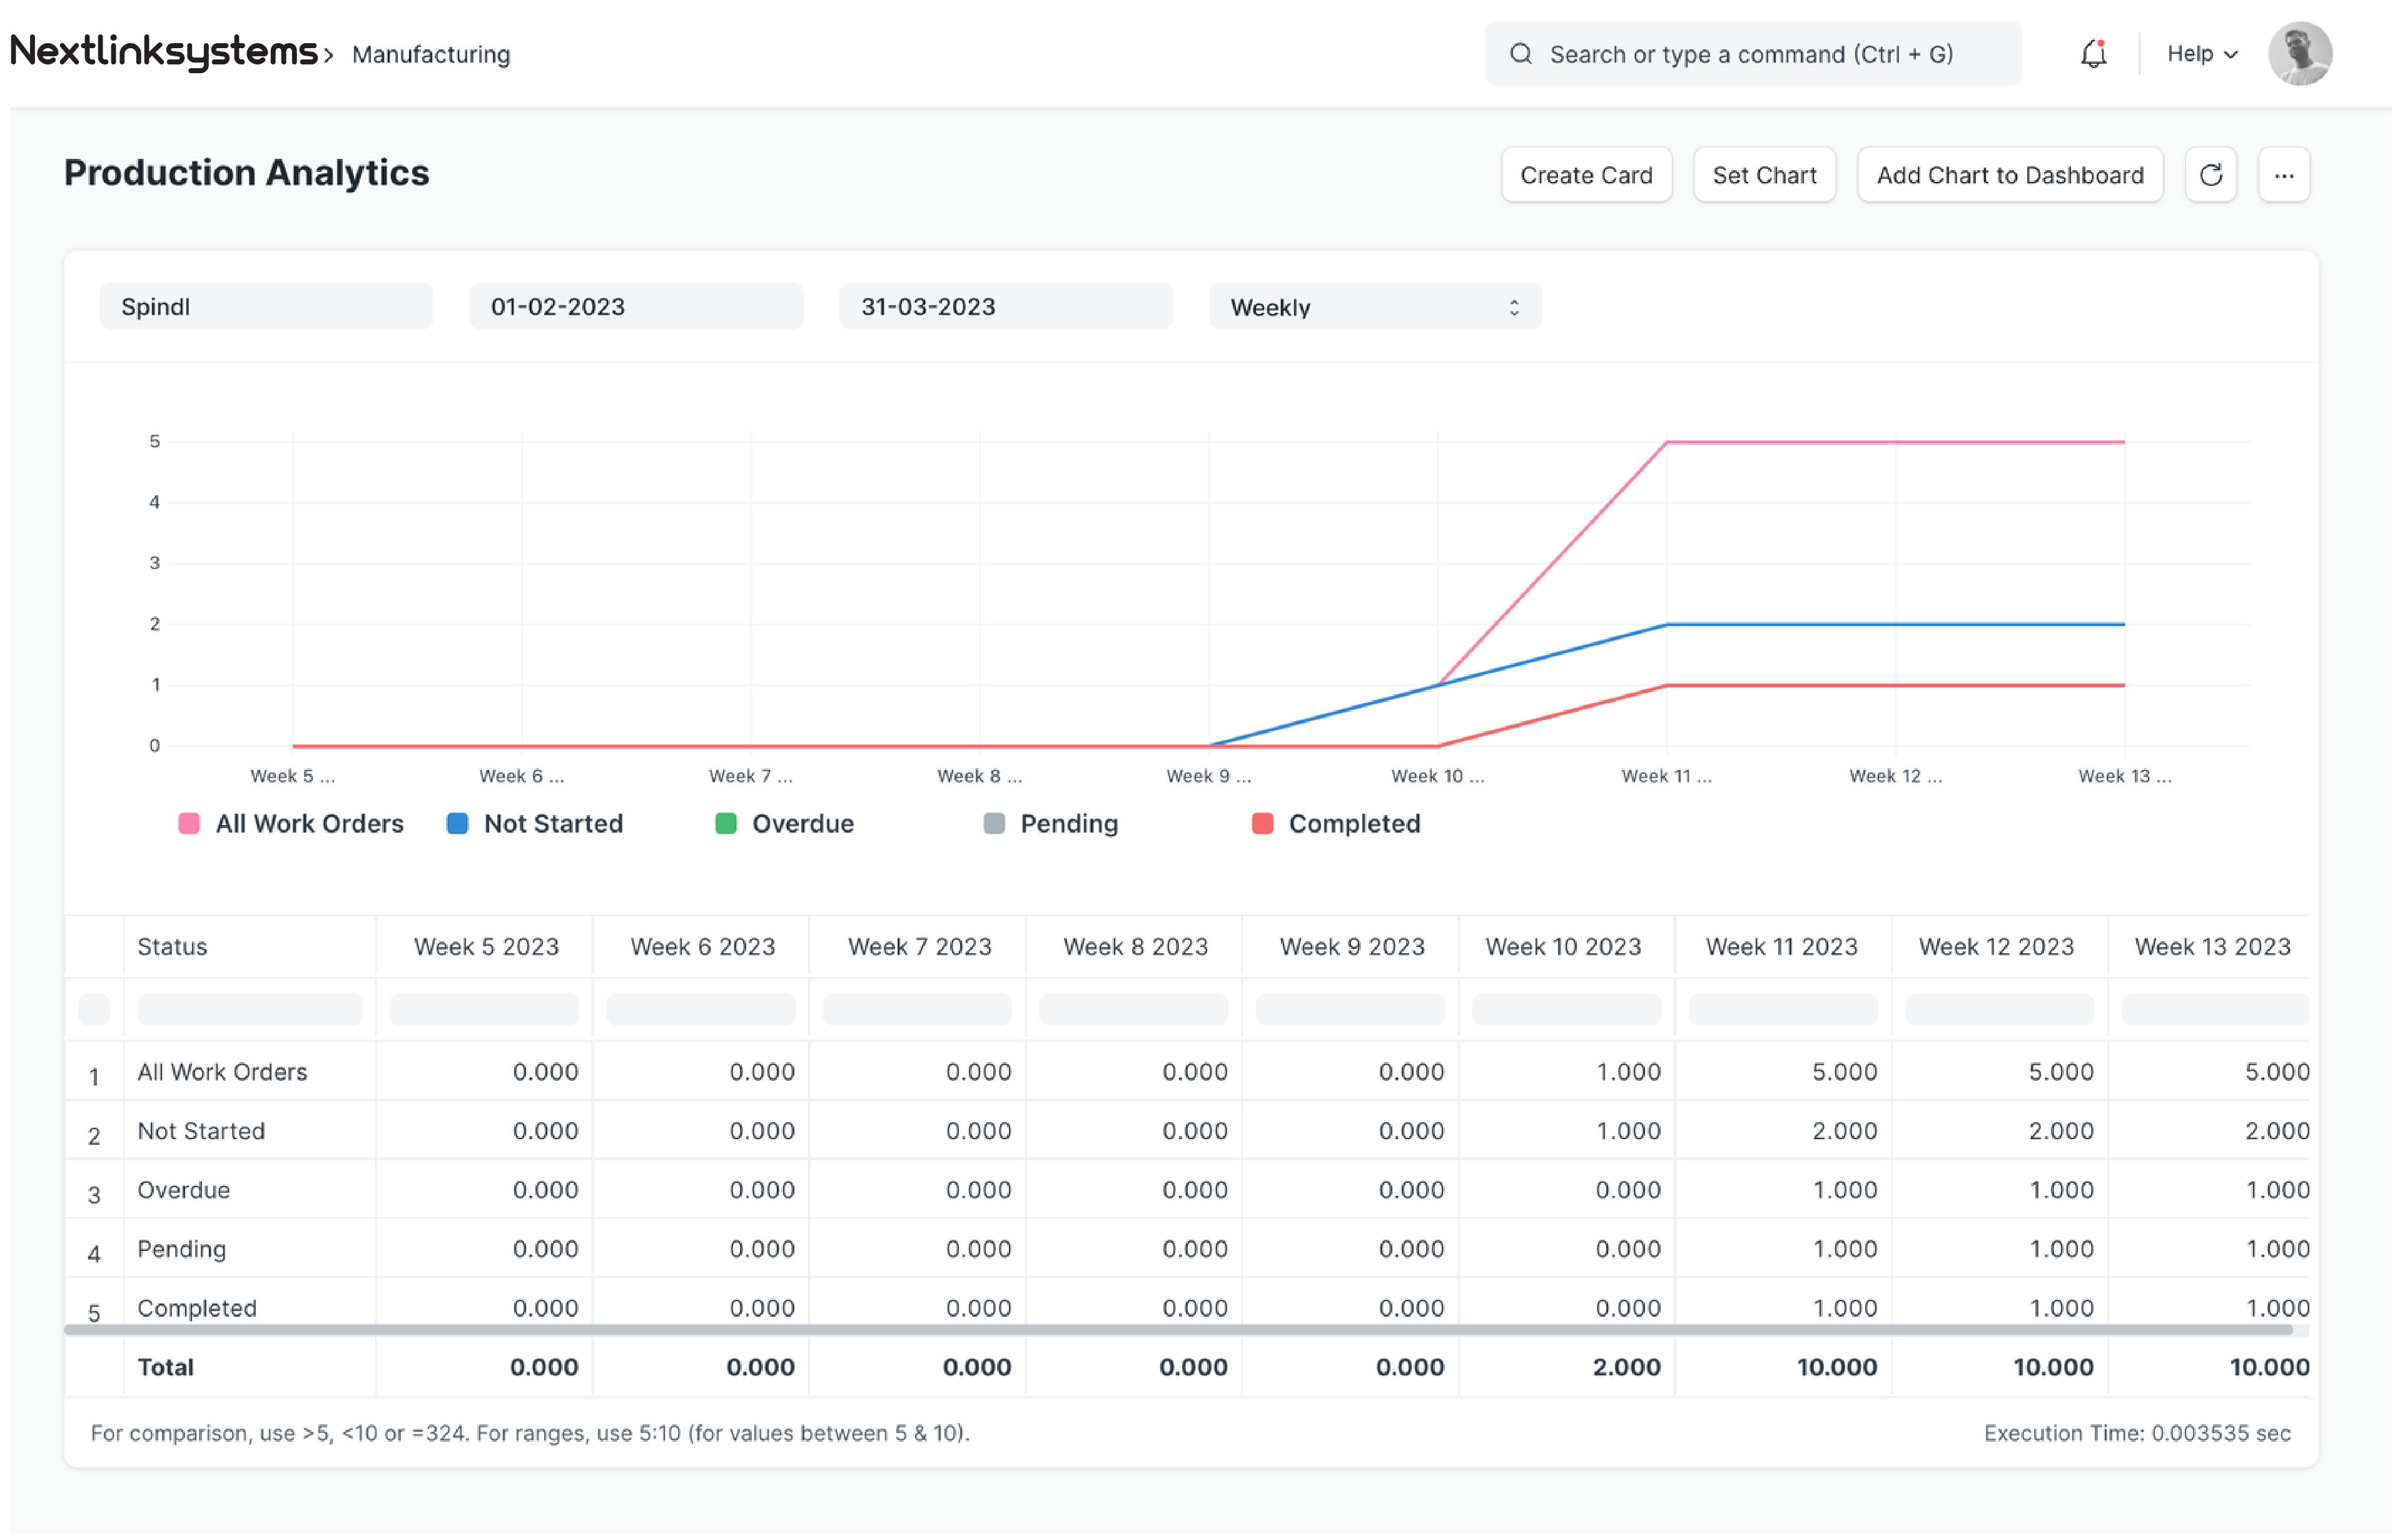 Nextlinksystems › Manufacturing
Search or type a command (Ctrl + G)
Help
Production Analytics
Create Card
Set Chart
Add Chart to Dashboard
...
Spindl
01-02-2023
31-03-2023
Weekly
5
4
3
2
1
0
Week 5 ... Week 6 ... Week 7 ... Week 8 ... Week 9 ... Week 10 ... Week 11 ... Week 12 ... Week 13 ...
All Work Orders Not Started Overdue Pending Completed
Status Week 5 2023 Week 6 2023 Week 7 2023 Week 8 2023 Week 9 2023 Week 10 2023 Week 11 2023 Week 12 2023 Week 13 2023
1 All Work Orders 0.000 0.000 0.000 0.000 0.000 1.000 5.000 5.000 5.000
2 Not Started 0.000 0.000 0.000 0.000 0.000 1.000 2.000 2.000 2.000
3 Overdue 0.000 0.000 0.000 0.000 0.000 0.000 1.000 1.000 1.000
4 Pending 0.000 0.000 0.000 0.000 0.000 0.000 1.000 1.000 1.000
5 Completed 0.000 0.000 0.000 0.000 0.000 0.000 1.000 1.000 1.000
Total 0.000 0.000 0.000 0.000 0.000 2.000 10.000 10.000 10.000
For comparison, use >5, <10 or =324. For ranges, use 5:10 (for values between 5 & 10).
Execution Time: 0.003535 sec